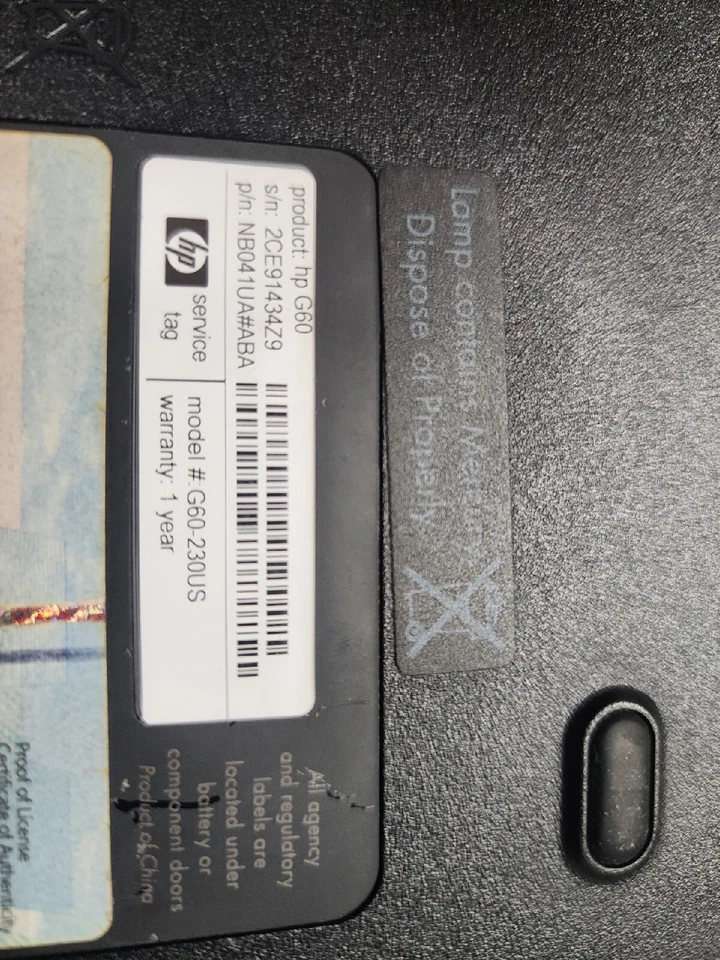 Lamp contains Mercury
Dispose of Properly
product: hp G60
s/n: 2CE91434Z9
p/n: NB041UA#ABA
hp
service
tag
model #: G60-230US
warranty: 1 year
All agency
and regulatory
labels are
located under
battery or
component doors
Product of China
Proof of License
Certificate of Authenticity